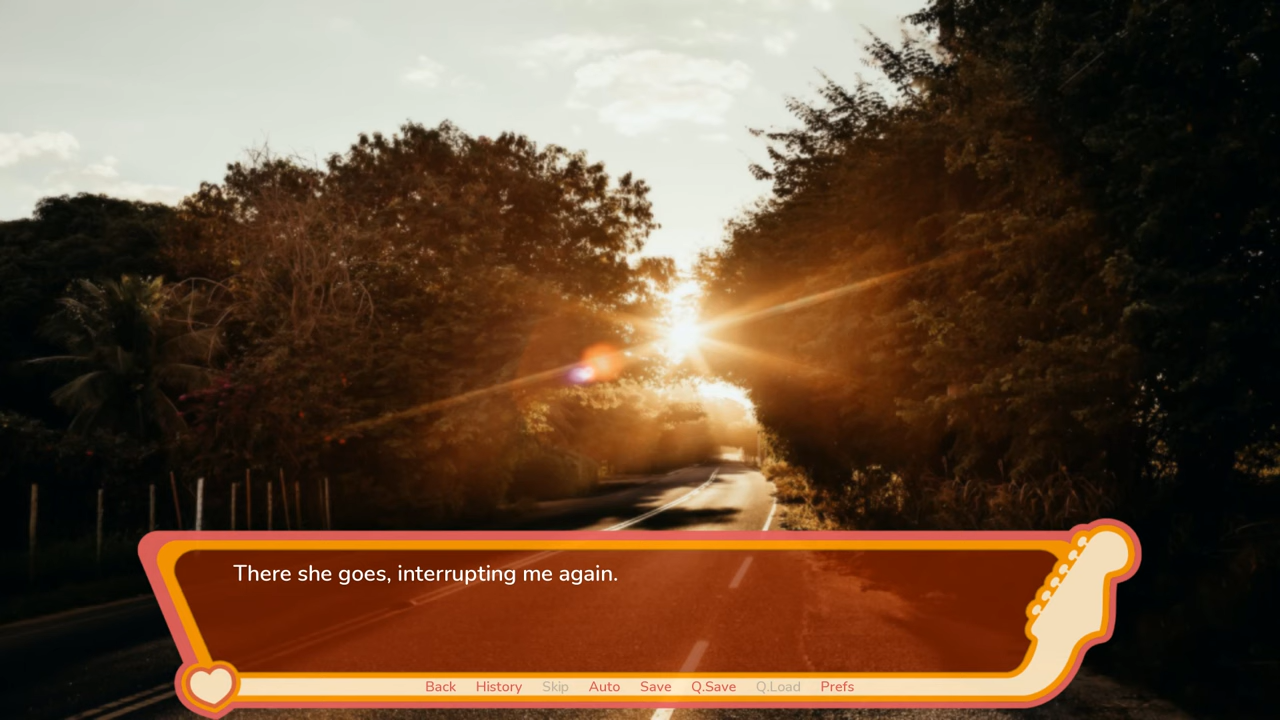 There she goes, interrupting me again.
Back History Skip Auto Save Q.Save Q.Load Prefs